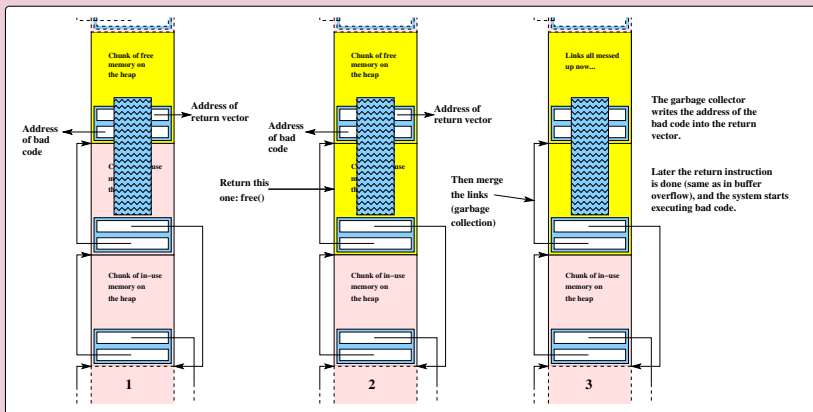 Chunk of free
memory on
the heap
Address of
return vector
Address
of bad
code
Chunk of in-use
memory on
the heap
1
Chunk of free
memory on
the heap
Address of
return vector
Address
of bad
code
Return this
one: free()
Chunk of in-use
memory on
the heap
2
Links all messed
up now...
Then merge
the links
(garbage
collection)
Chunk of in-use
memory on
the heap
3
The garbage collector
writes the address of the
bad code into the return
vector.
Later the return instruction
is done (same as in buffer
overflow), and the system starts
executing bad code.